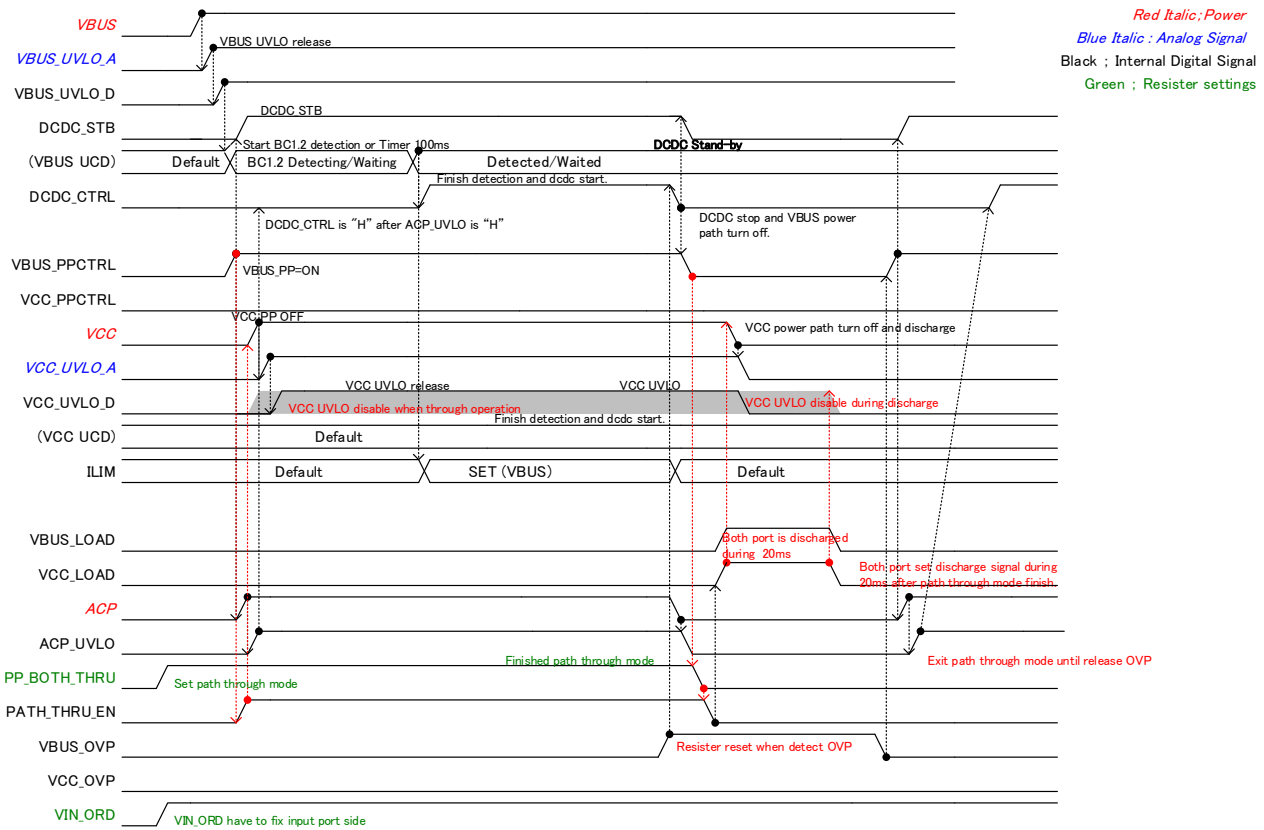 Red Italic;Power
Blue Italic : Analog Signal
Black ; Internal Digital Signal
Green ; Resister settings
VBUS
VBUS UVLO release
VBUS_UVLO_A
VBUS_UVLO_D
DCDC STB
DCDC_STB
Start BC1.2 detection or Timer 100ms
DCDC Stand-by
(VBUS UCD)
Default
BC1.2 Detecting/Waiting
Detected/Waited
Finish detection and dcdc start.
DCDC_CTRL
DCDC_CTRL is "H" after ACP_UVLO is "H"
DCDC stop and VBUS power
path turn off.
VBUS_PPCTRL
VBUS_PP=ON
VCC_PPCTRL
VCC PP OFF
VCC
VCC power path turn off and discharge
VCC_UVLO_A
VCC UVLO release
VCC UVLO
VCC_UVLO_D
VCC UVLO disable when through operation
VCC UVLO disable during discharge
Finish detection and dcdc start.
(VCC UCD)
Default
ILIM
Default
SET (VBUS)
Default
VBUS_LOAD
Both port is discharged
during 20ms
VCC_LOAD
Both port set discharge signal during
20ms after path through mode finish.
ACP
ACP_UVLO
Finished path through mode
Exit path through mode until release OVP
PP_BOTH_THRU
Set path through mode
PATH_THRU_EN
VBUS_OVP
Resister reset when detect OVP
VCC_OVP
VIN_ORD
VIN_ORD have to fix input port side